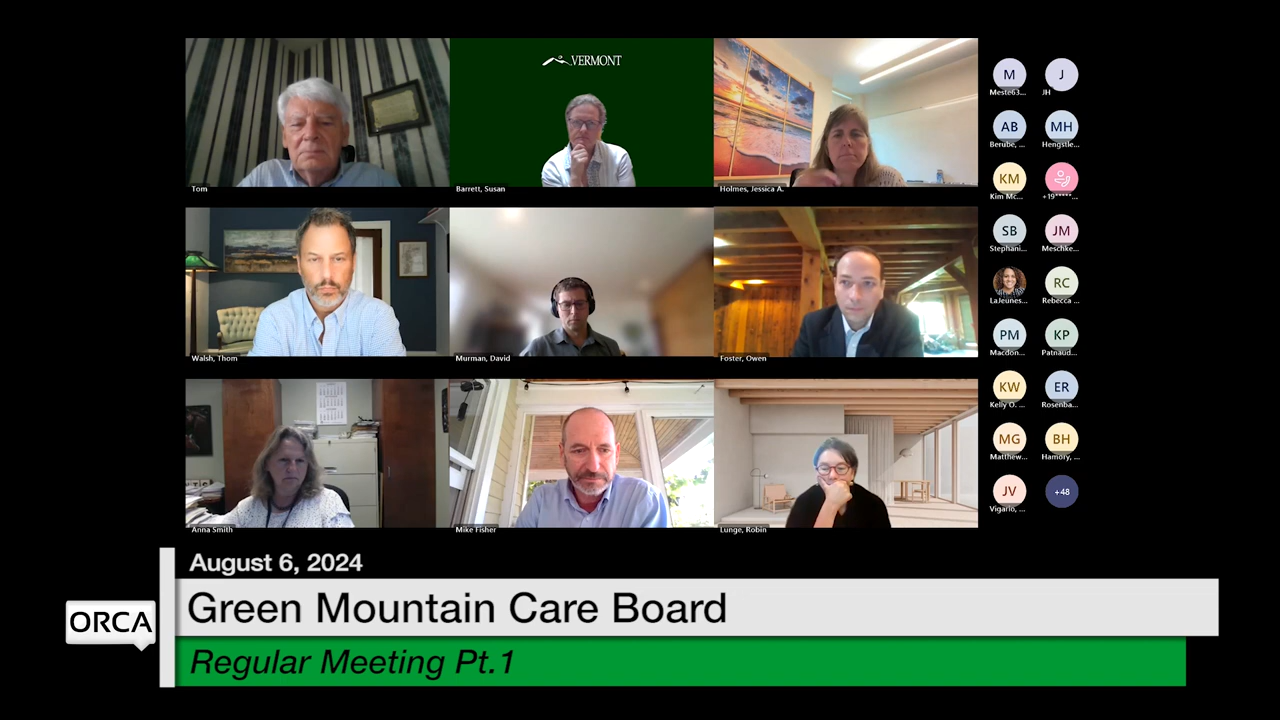 VERMONT
Tom
Barrett, Susan
Holmes, Jessica A.
Walsh, Thom
Murman, David
Foster, Owen
Anna Smith
Mike Fisher
Lunge, Robin
M
J
Meste63...
JH
AB
MH
Berube, ...
Hengstle...
KM
Kim Mc...
+19*****...
SB
JM
Stephani...
Meschke...
RC
LaJeunes...
Rebecca ...
PM
KP
Macdon...
Patnaud...
KW
ER
Kelly O. ...
Rosenba...
MG
BH
Matthew...
Hamory, ...
JV
+48
Vigario, ...
August 6, 2024
Green Mountain Care Board
ORCA
Regular Meeting Pt.1